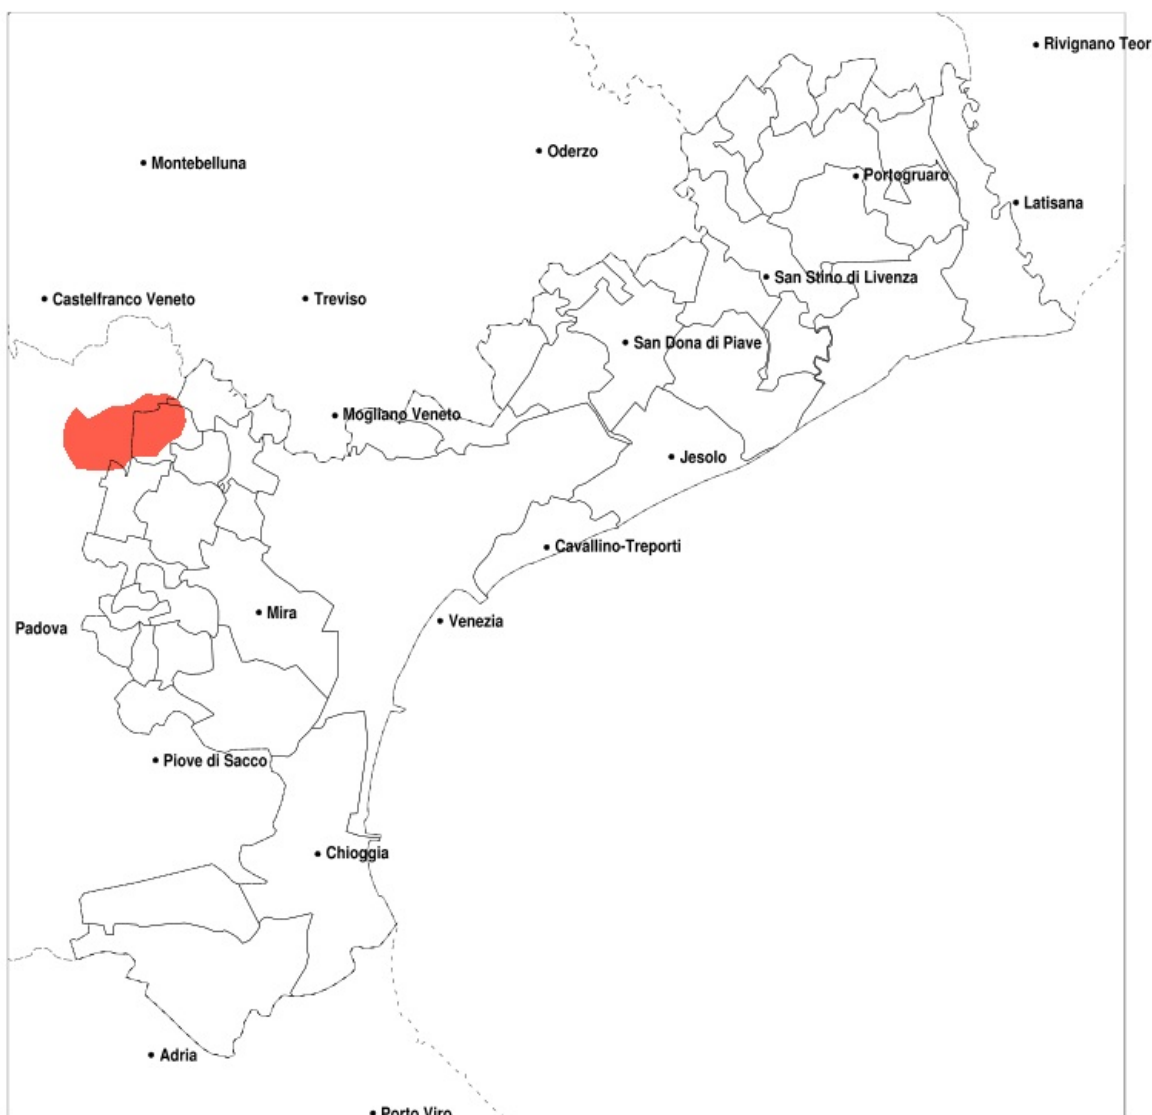 Rivignano Teor
Oderzo
Montebelluna
Portogruaro
Latisana
San Stino di Livenza
Castelfranco Veneto
Treviso
San Dona di Piave
Mogliano Veneto
Jesolo
Cavallino-Treporti
Mira
Venezia
Padova
Piove di Sacco
Chioggia
Adria
Porto Viro